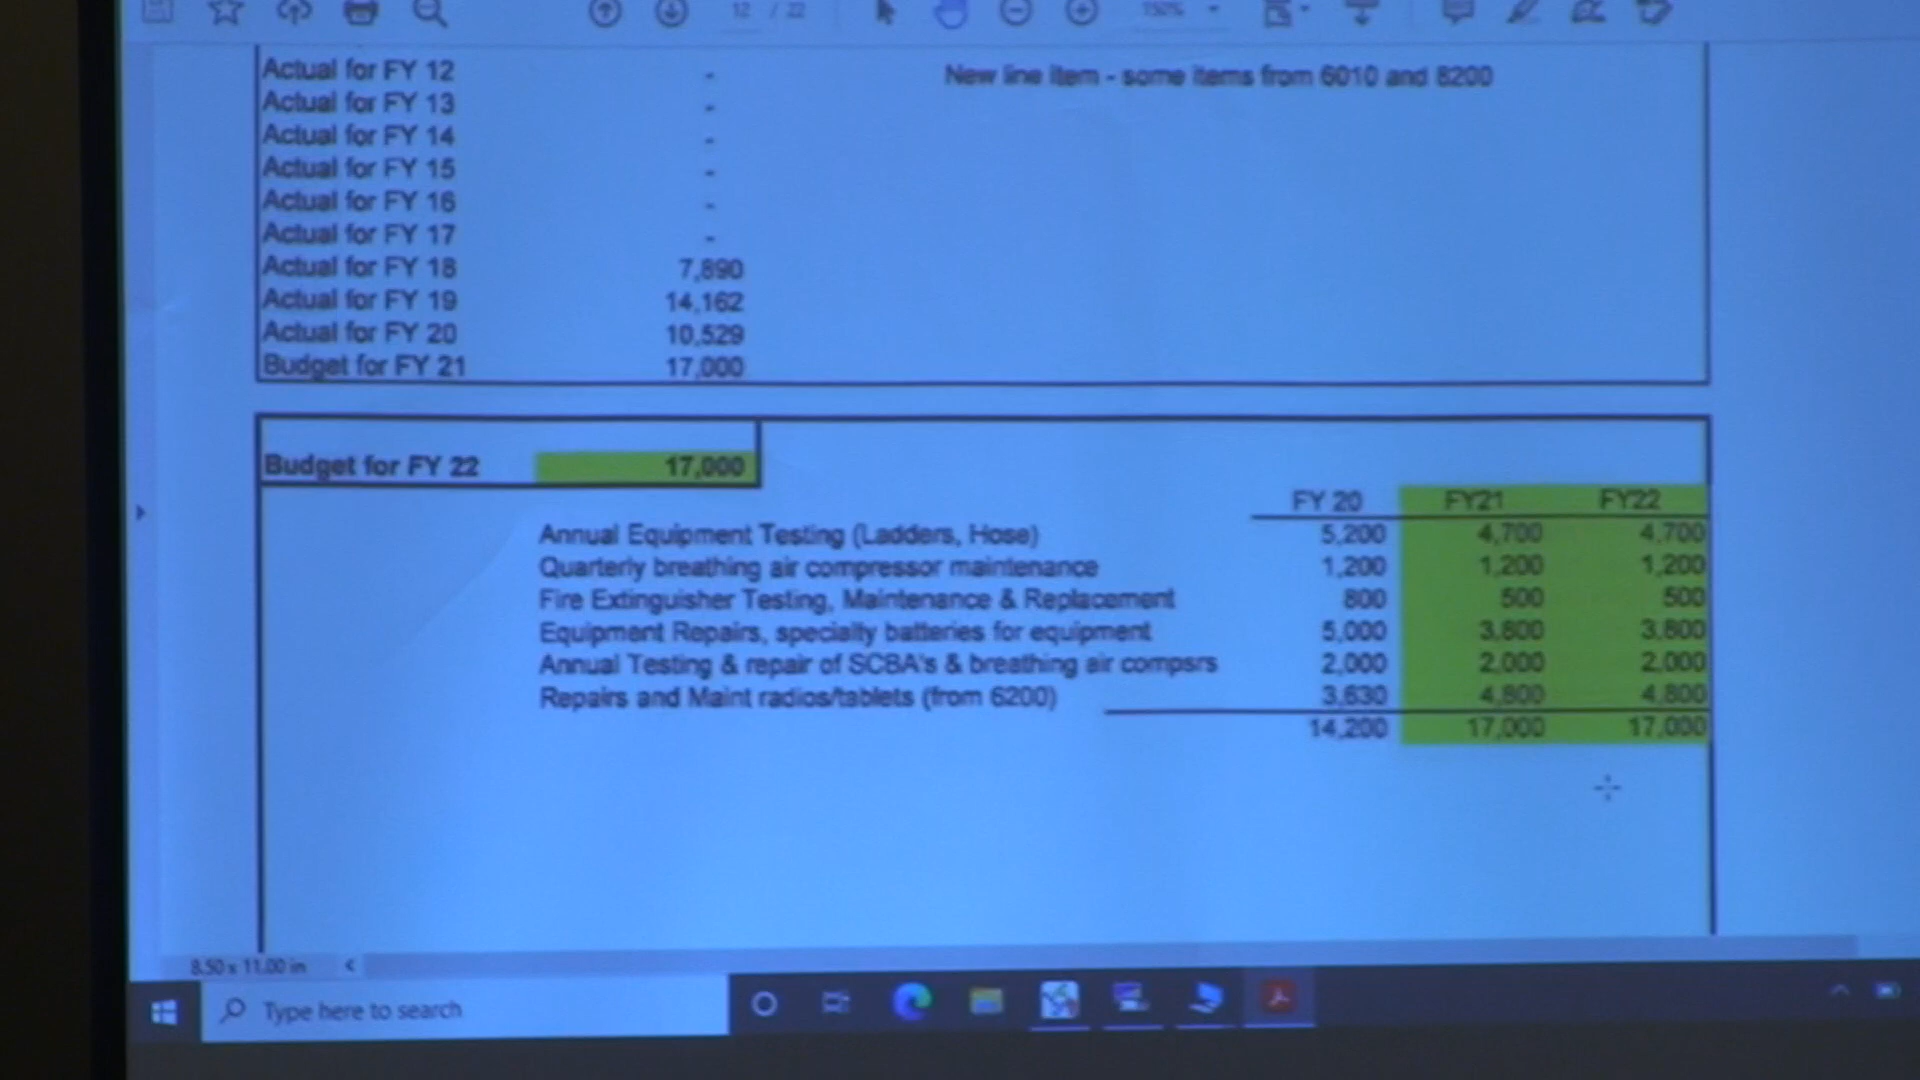 12 / 22 150%
Actual for FY 12 - New line item - some items from 6010 and 8200
Actual for FY 13 -
Actual for FY 14 -
Actual for FY 15 -
Actual for FY 16 -
Actual for FY 17 -
Actual for FY 18 7,890
Actual for FY 19 14,162
Actual for FY 20 10,529
Budget for FY 21 17,000
Budget for FY 22 17,000
FY 20 FY21 FY22
Annual Equipment Testing (Ladders, Hose) 5,200 4,700 4,700
Quarterly breathing air compressor maintenance 1,200 1,200 1,200
Fire Extinguisher Testing, Maintenance & Replacement 800 500 500
Equipment Repairs, specialty batteries for equipment 5,000 3,800 3,800
Annual Testing & repair of SCBA's & breathing air compsrs 2,000 2,000 2,000
Repairs and Maint radios/tablets (from 6200) 3,630 4,800 4,800
14,200 17,000 17,000
8.50 x 11.00 in
Type here to search